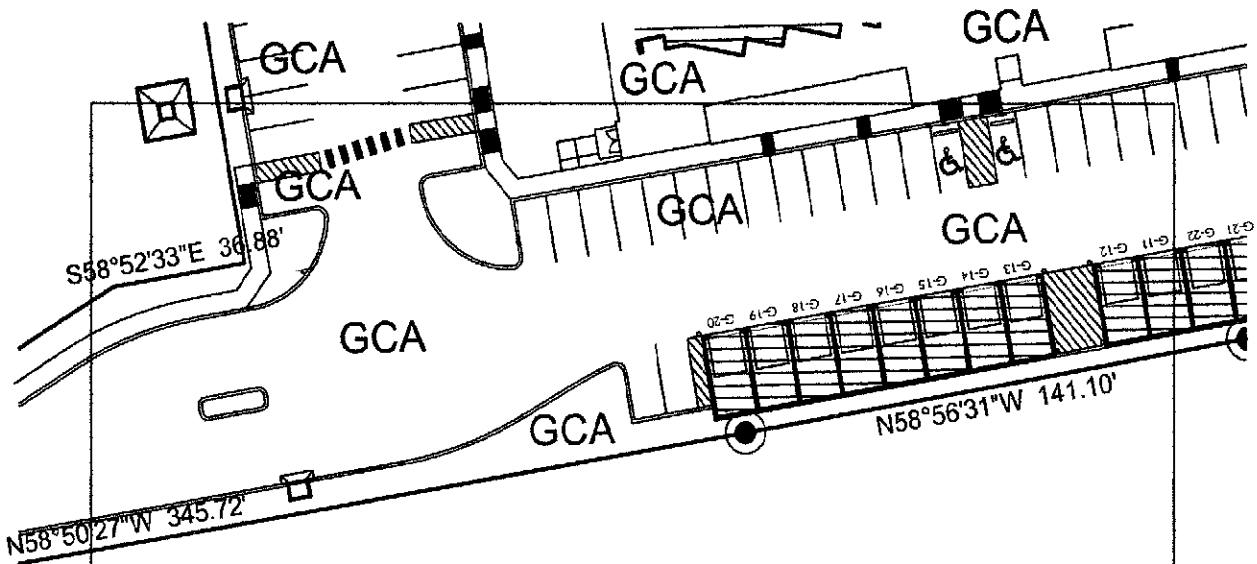 GCA
GCA
GCA
GCA
GCA
GCA
S58°52'33"E 36.88'
G-20
G-19
G-18
G-17
G-16
G-15
G-14
G-13
G-12
G-11
G-22
G-21
GCA
GCA
N58°56'31"W 141.10'
N58°50'27"W 345.72'